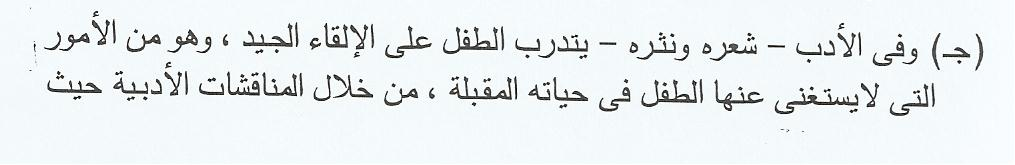 (جـ) وفى الأدب – شعره ونثره – يتدرب الطفل على الإلقاء الجيد ، وهو من الأمور
التى لايستغنى عنها الطفل فى حياته المقبلة ، من خلال المناقشات الأدبية حيث